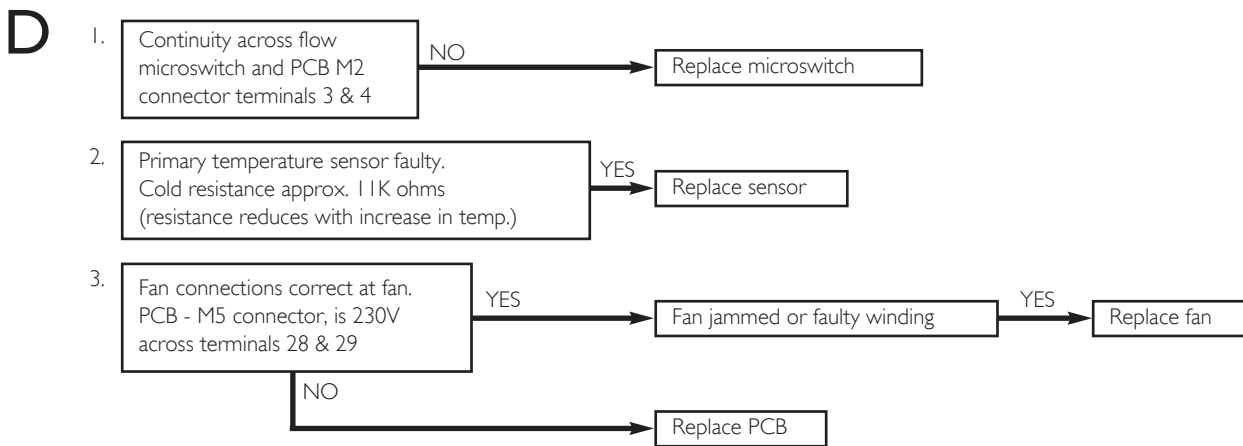 D
1. Continuity across flow
microswitch and PCB M2
connector terminals 3 & 4
NO
Replace microswitch
2. Primary temperature sensor faulty.
Cold resistance approx. 11K ohms
(resistance reduces with increase in temp.)
YES
Replace sensor
3. Fan connections correct at fan.
PCB - M5 connector, is 230V
across terminals 28 & 29
YES
Fan jammed or faulty winding
YES
Replace fan
NO
Replace PCB